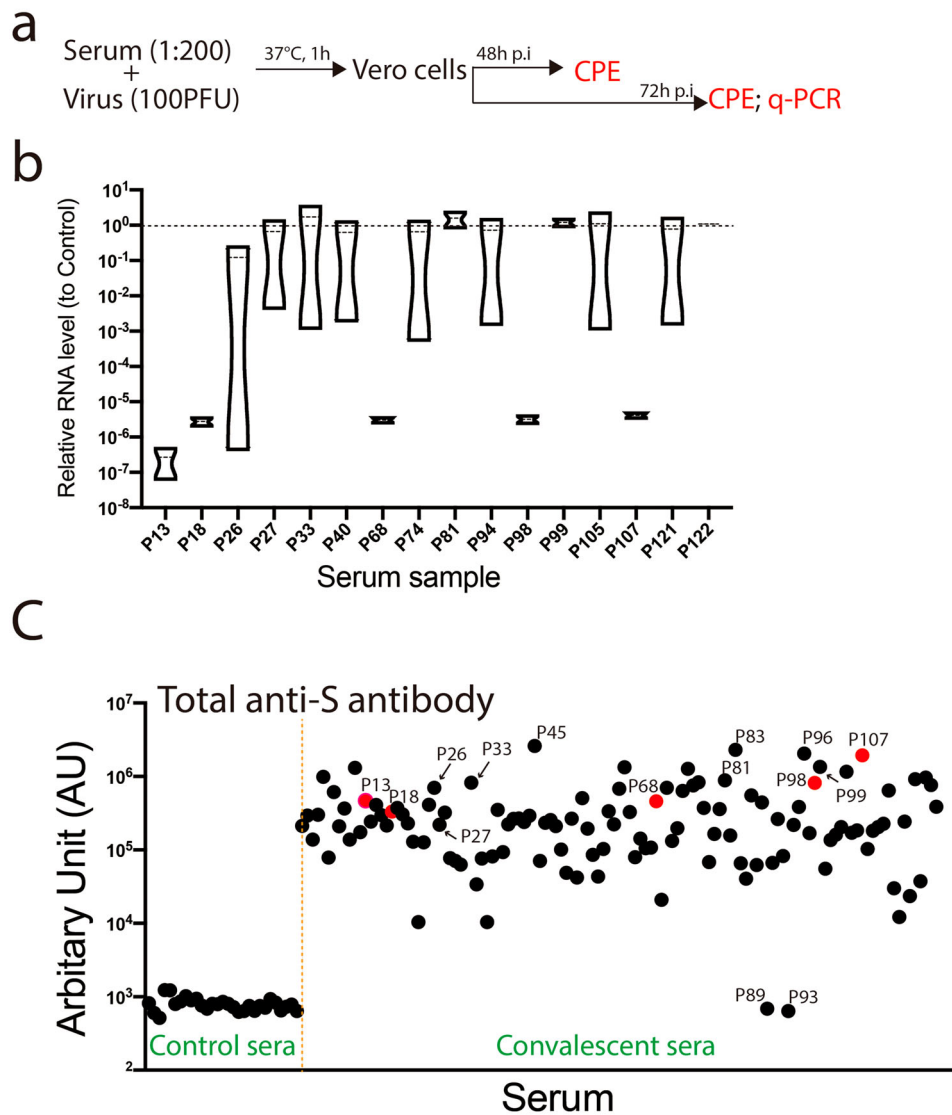 a
Serum (1:200)
+
Virus (100PFU)
37°C, 1h
Vero cells
48h p.i
CPE
72h p.i
CPE; q-PCR
b
Relative RNA level (to Control)
10¹
10⁰
10⁻¹
10⁻²
10⁻³
10⁻⁴
10⁻⁵
10⁻⁶
10⁻⁷
10⁻⁸
P13 P18 P26 P27 P33 P40 P68 P74 P81 P94 P98 P99 P105 P107 P121 P122
Serum sample
C
Total anti-S antibody
Arbitary Unit (AU)
10⁷
10⁶
10⁵
10⁴
10³
2
P45
P83
P96
P107
P26
P33
P13
P18
P27
P68
P81
P98
P99
P89
P93
Control sera
Convalescent sera
Serum